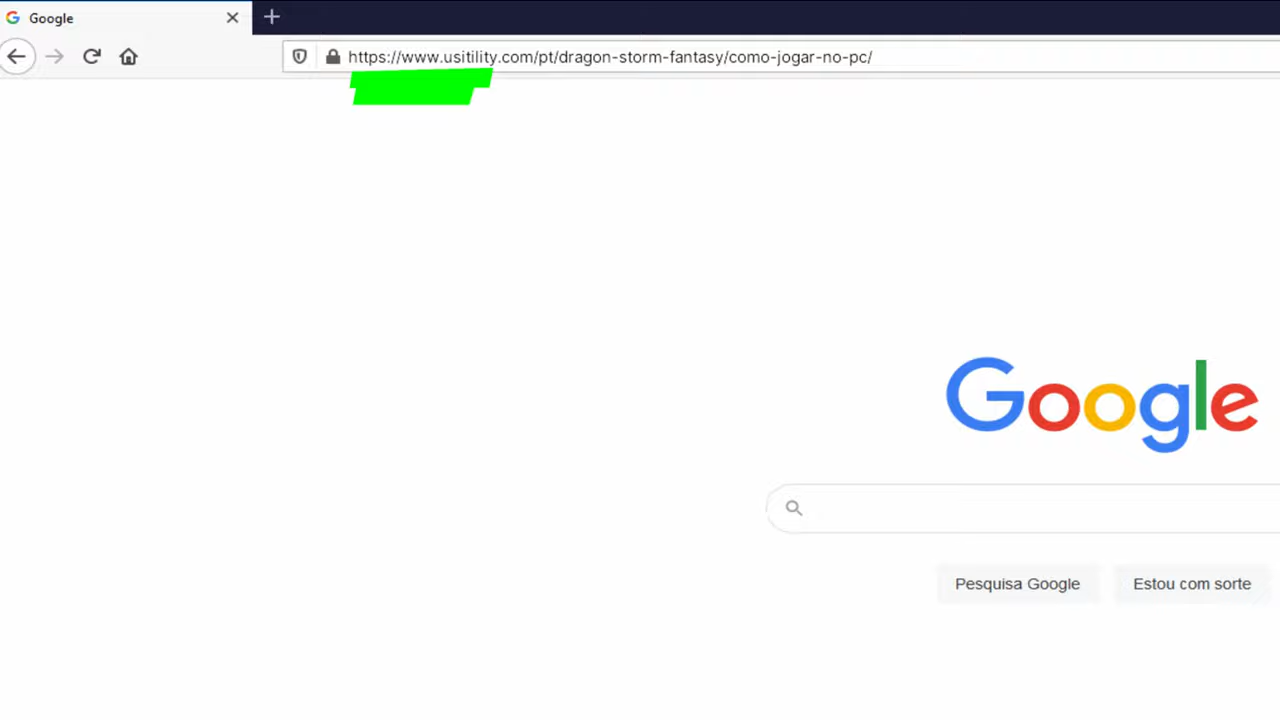 Google
https://www.usitility.com/pt/dragon-storm-fantasy/como-jogar-no-pc/
Google
Pesquisa Google
Estou com sorte